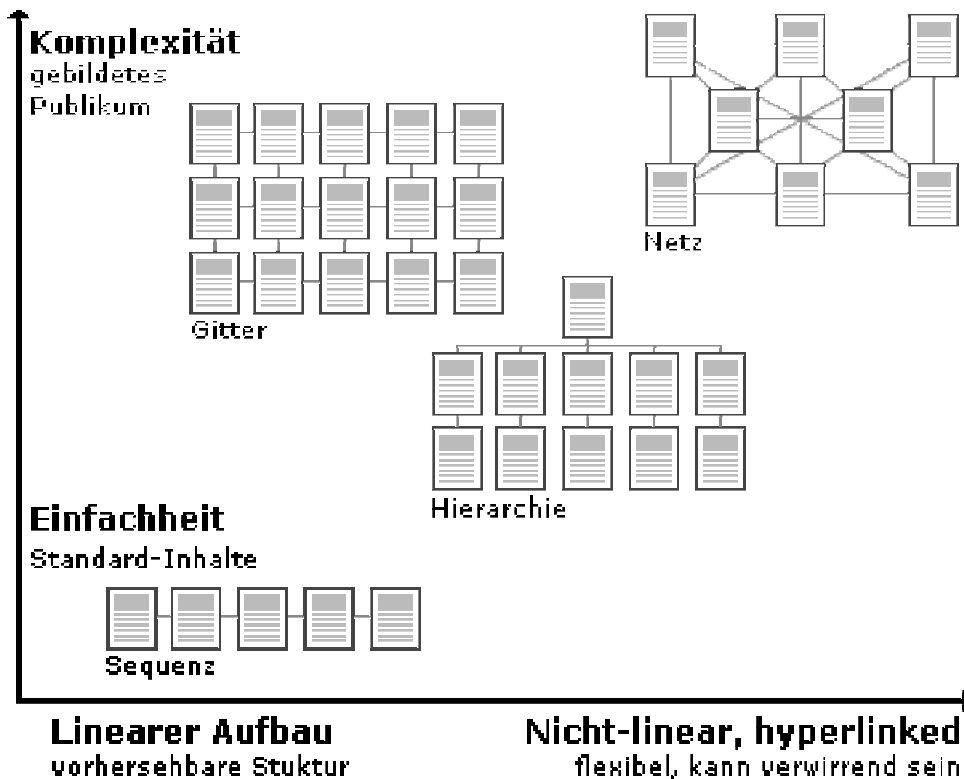 Komplexität
gebildetes
Publikum
Netz
Gitter
Hierarchie
Einfachheit
Standard-Inhalte
Sequenz
Linearer Aufbau
vorhersehbare Stuktur
Nicht-linear, hyperlinked
flexibel, kann verwirrend sein